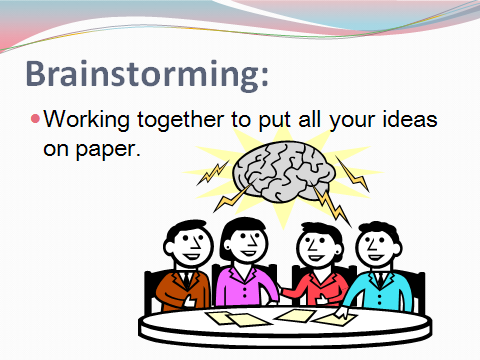 Brainstorming:
•Working together to put all your ideas
on paper.